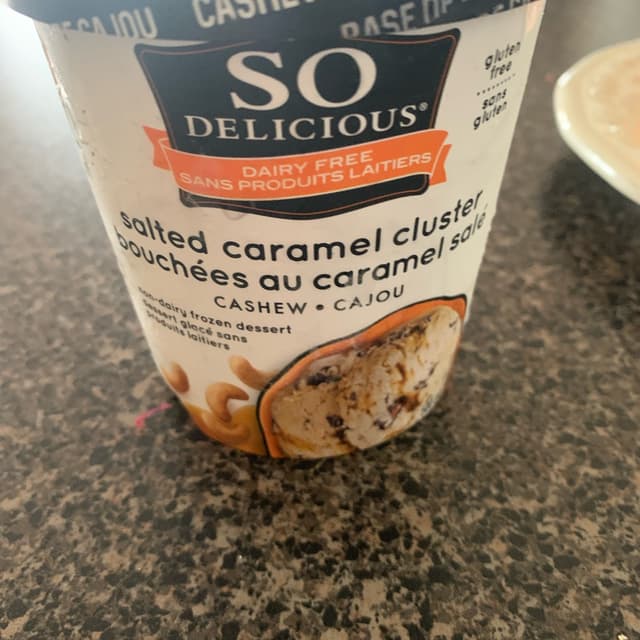 CAJOU
CASHEW
BASE DE
SO
DELICIOUS®
DAIRY FREE
SANS PRODUITS LAITIERS
gluten
free
sans
gluten
salted caramel cluster
bouchées au caramel salé
CASHEW • CAJOU
non-dairy frozen dessert
dessert glacé sans
produits laitiers